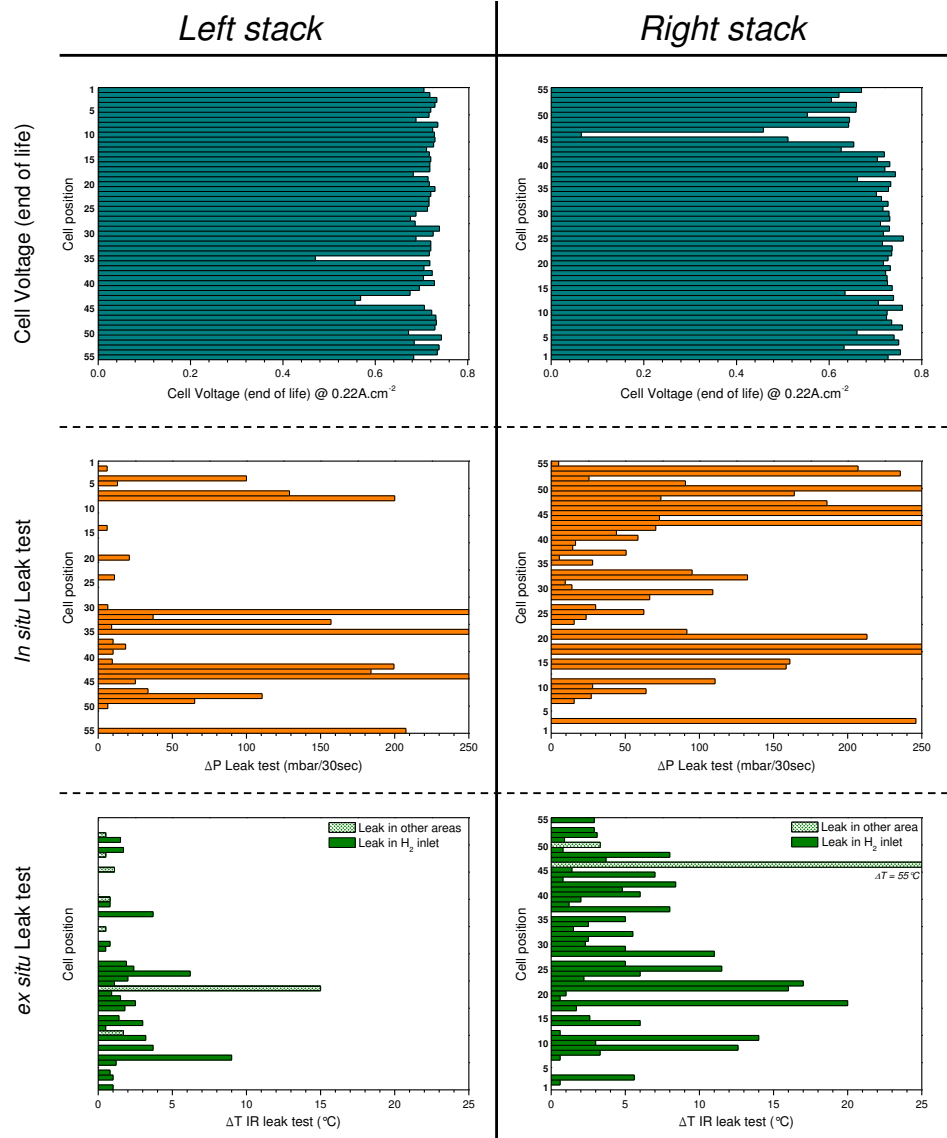 Left stack
Right stack
Cell Voltage (end of life)
Cell position
1
5
10
15
20
25
30
35
40
45
50
55
0.0 0.2 0.4 0.6 0.8
Cell Voltage (end of life) @ 0.22A.cm-2
Cell position
55
50
45
40
35
30
25
20
15
10
5
1
0.0 0.2 0.4 0.6 0.8
Cell Voltage (end of life) @ 0.22A.cm-2
In situ Leak test
Cell position
1
5
10
15
20
25
30
35
40
45
50
55
0 50 100 150 200 250
ΔP Leak test (mbar/30sec)
Cell position
55
50
45
40
35
30
25
20
15
10
5
1
0 50 100 150 200 250
ΔP Leak test (mbar/30sec)
ex situ Leak test
Cell position
Leak in other areas
Leak in H2 inlet
0 5 10 15 20 25
ΔT IR leak test (°C)
Cell position
55
50
45
40
35
30
25
20
15
10
5
1
Leak in other area
Leak in H2 inlet
ΔT = 55°C
0 5 10 15 20 25
ΔT IR leak test (°C)